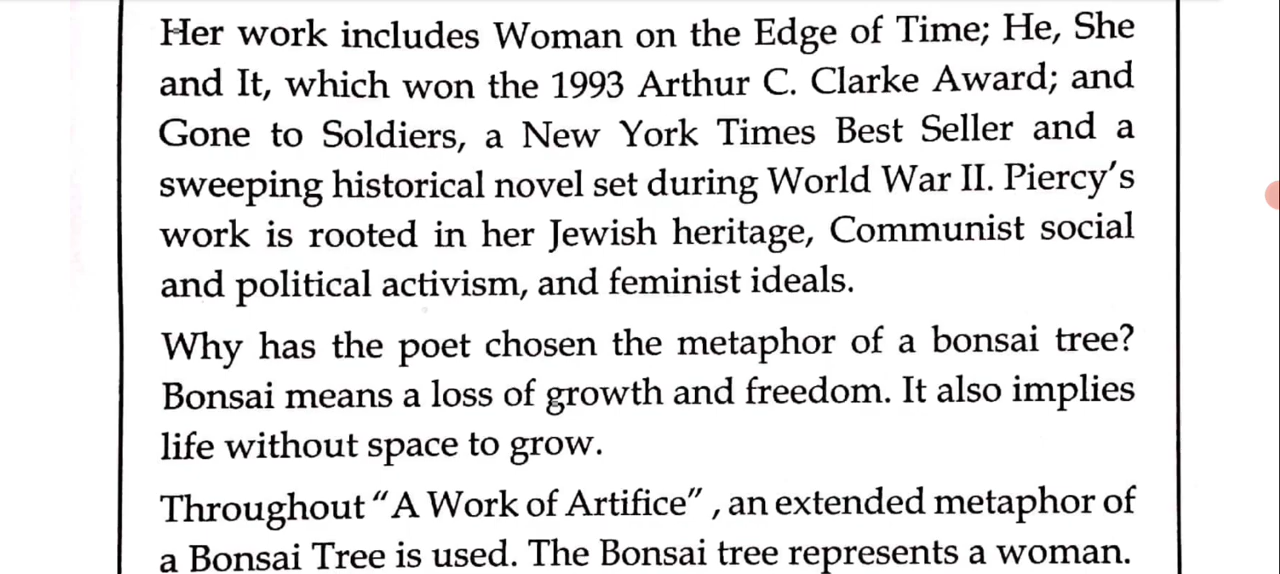 Her work includes Woman on the Edge of Time; He, She
and It, which won the 1993 Arthur C. Clarke Award; and
Gone to Soldiers, a New York Times Best Seller and a
sweeping historical novel set during World War II. Piercy's
work is rooted in her Jewish heritage, Communist social
and political activism, and feminist ideals.
Why has the poet chosen the metaphor of a bonsai tree?
Bonsai means a loss of growth and freedom. It also implies
life without space to grow.
Throughout "A Work of Artifice" , an extended metaphor of
a Bonsai Tree is used. The Bonsai tree represents a woman.